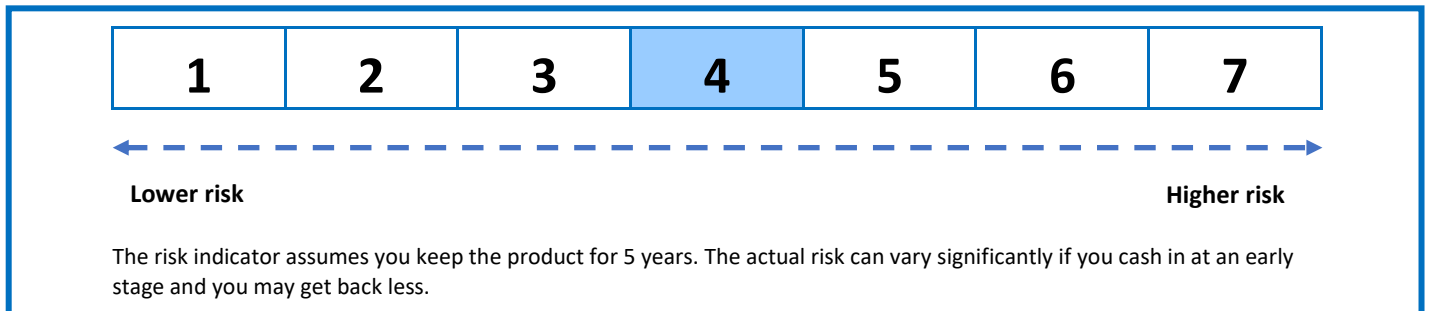 1 2 3 4 5 6 7
Lower risk Higher risk
The risk indicator assumes you keep the product for 5 years. The actual risk can vary significantly if you cash in at an early
stage and you may get back less.